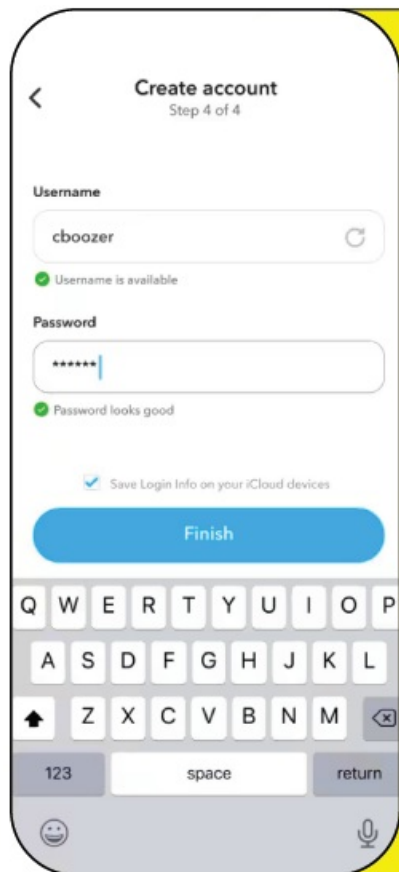 Create account
Step 4 of 4
Username
cboozer
Username is available
Password
******
Password looks good
Save Login Info on your iCloud devices
Finish
Q W E R T Y U I O P
A S D F G H J K L
Z X C V B N M
123 space return